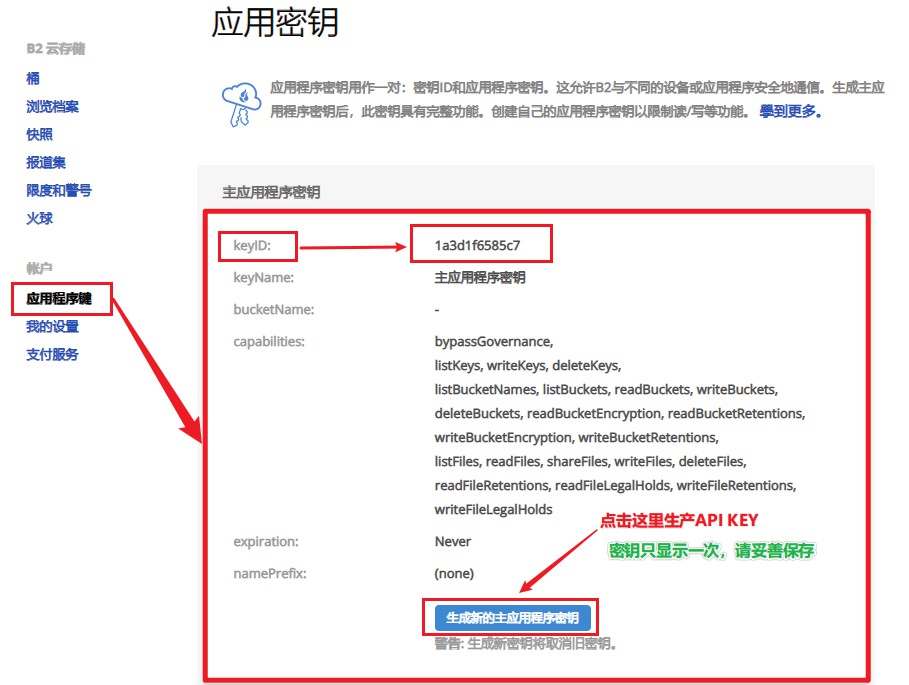 应用密钥
B2 云存储
桶
浏览档案
快照
报道集
限度和警号
火球
帐户
应用程序键
我的设置
支付服务
应用程序密钥用作一对：密钥ID和应用程序密钥。这允许B2与不同的设备或应用程序安全地通信。生成主应
用程序密钥后，此密钥具有完整功能。创建自己的应用程序密钥以限制读/写等功能。 學到更多。
主应用程序密钥
keyID: 1a3d1f6585c7
keyName: 主应用程序密钥
bucketName: -
capabilities: bypassGovernance,
listKeys, writeKeys, deleteKeys,
listBucketNames, listBuckets, readBuckets, writeBuckets,
deleteBuckets, readBucketEncryption, readBucketRetentions,
writeBucketEncryption, writeBucketRetentions,
listFiles, readFiles, shareFiles, writeFiles, deleteFiles,
readFileRetentions, readFileLegalHolds, writeFileRetentions,
writeFileLegalHolds
点击这里生产API KEY
expiration: Never
密钥只显示一次，请妥善保存
namePrefix: (none)
生成新的主应用程序密钥
警告: 生成新密钥将取消旧密钥。